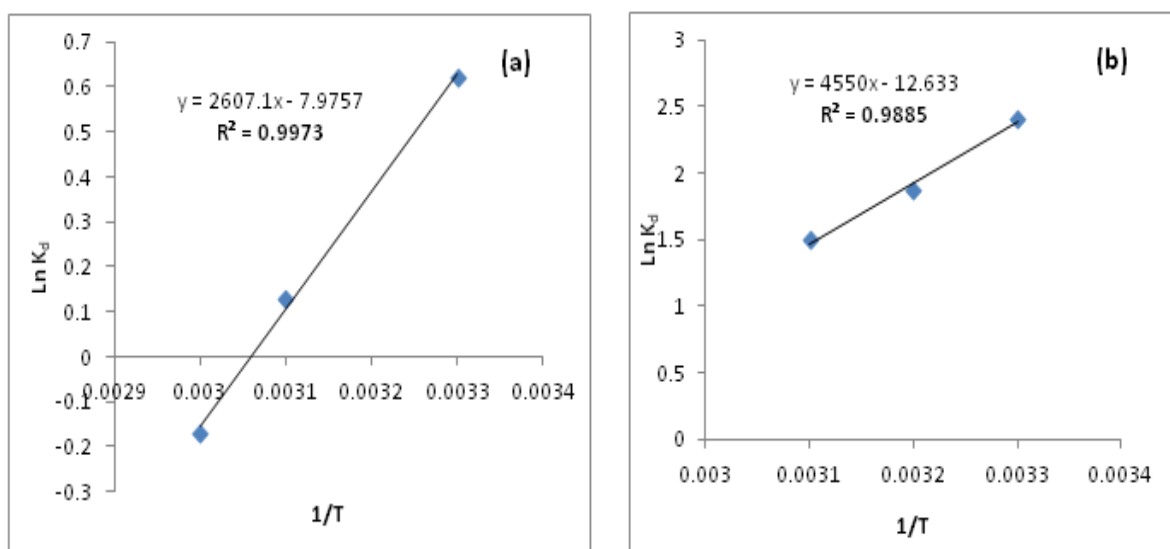 (a)
y = 2607.1x - 7.9757
R² = 0.9973
Ln K_d
0.7
0.6
0.5
0.4
0.3
0.2
0.1
0
-0.1
-0.2
-0.3
0.0029 0.003 0.0031 0.0032 0.0033 0.0034
1/T
(b)
y = 4550x - 12.633
R² = 0.9885
Ln K_d
3
2.5
2
1.5
1
0.5
0
0.003 0.0031 0.0032 0.0033 0.0034
1/T